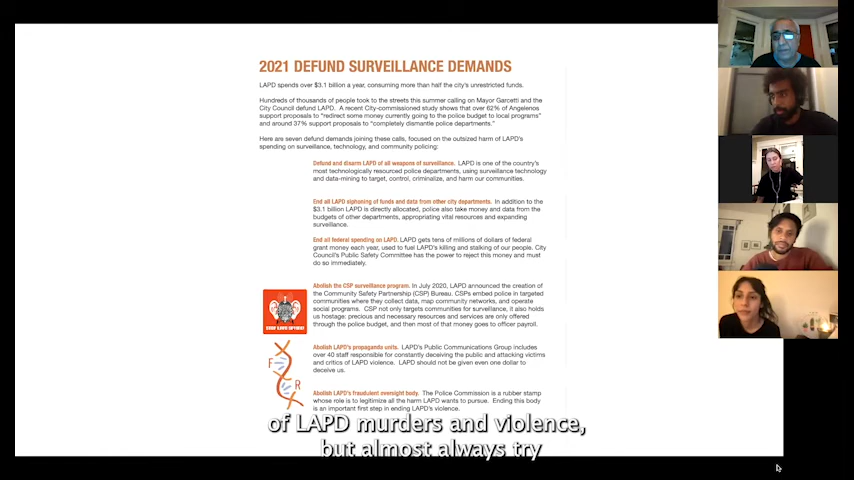 2021 DEFUND SURVEILLANCE DEMANDS
LAPD spends over $3.1 billion a year, consuming more than half the city's unrestricted funds.
Hundreds of thousands of people took to the streets this summer calling on Mayor Garcetti and the
City Council defund LAPD. A recent City-commissioned study shows that over 62% of Angelenos
support proposals to "redirect some money currently going to the police budget to local programs"
and around 37% support proposals to "completely dismantle police departments."
Here are seven defund demands joining these calls, focused on the outsized harm of LAPD's
spending on surveillance, technology, and community policing:
Defund and disarm LAPD of all weapons of surveillance. LAPD is one of the country's
most technologically resourced police departments, using surveillance technology
and data-mining to target, control, criminalize, and harm our communities.
End all LAPD siphoning of funds and data from other city departments. In addition to the
$3.1 billion LAPD is directly allocated, police also take money and data from the
budgets of other departments, appropriating vital resources and expanding
surveillance.
End all federal spending on LAPD. LAPD gets tens of millions of dollars of federal
grant money each year, used to fuel LAPD's killing and stalking of our people. City
Council's Public Safety Committee has the power to reject this money and must
do so immediately.
Abolish the CSP surveillance program. In July 2020, LAPD announced the creation of
the Community Safety Partnership (CSP) Bureau. CSPs embed police in targeted
communities where they collect data, map community networks, and operate
social programs. CSP not only targets communities for surveillance, it also holds
us hostage: precious and necessary resources and services are only offered
through the police budget, and then most of that money goes to officer payroll.
STOP LAPD SPYING!
Abolish LAPD's propaganda units. LAPD's Public Communications Group includes
over 40 staff responsible for constantly deceiving the public and attacking victims
and critics of LAPD violence. LAPD should not be given even one dollar to
deceive us.
F
R
Abolish LAPD's fraudulent oversight body. The Police Commission is a rubber stamp
whose role is to legitimize all the harm LAPD wants to pursue. Ending this body
is an important first step in ending LAPD's violence.
of LAPD murders and violence,
but almost always try